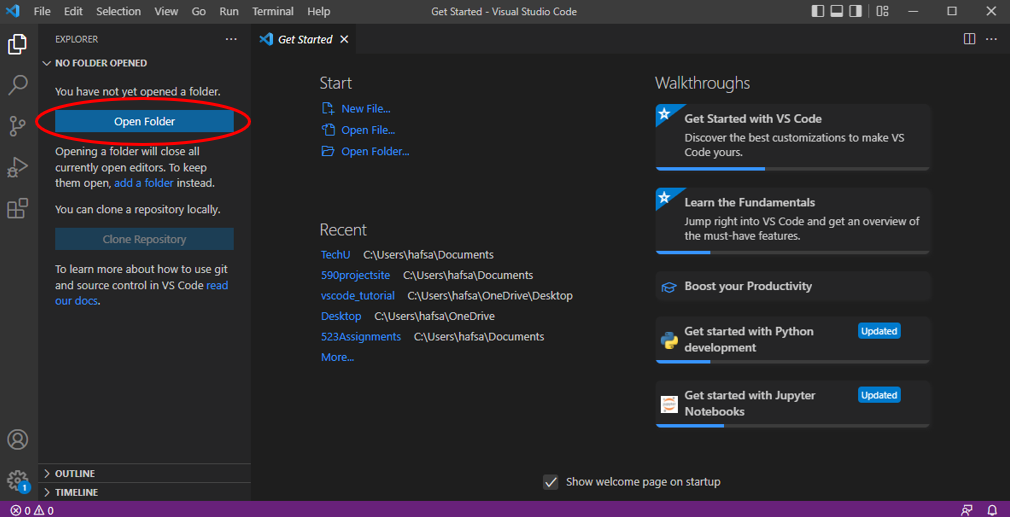 File Edit Selection View Go Run Terminal Help
Get Started - Visual Studio Code
EXPLORER
NO FOLDER OPENED
You have not yet opened a folder.
Open Folder
Opening a folder will close all
currently open editors. To keep
them open, add a folder instead.
You can clone a repository locally.
Clone Repository
To learn more about how to use git
and source control in VS Code read
our docs.
OUTLINE
TIMELINE
1
0 0
Get Started
Start
New File...
Open File...
Open Folder...
Recent
TechU C:\Users\hafsa\Documents
590projectsite C:\Users\hafsa\Documents
vscode_tutorial C:\Users\hafsa\OneDrive\Desktop
Desktop C:\Users\hafsa\OneDrive
523Assignments C:\Users\hafsa\Documents
More...
Walkthroughs
Get Started with VS Code
Discover the best customizations to make VS
Code yours.
Learn the Fundamentals
Jump right into VS Code and get an overview of
the must-have features.
Boost your Productivity
Get started with Python Updated
development
Get started with Jupyter Updated
Notebooks
Show welcome page on startup